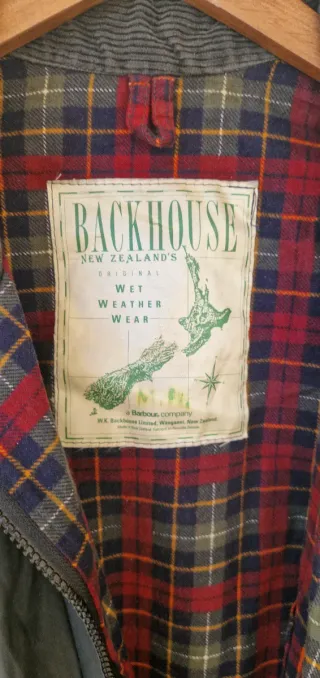 BACKHOUSE
NEW ZEALAND'S
ORIGINAL
WET
WEATHER
WEAR
a Barbour company
W.K. Backhouse Limited, Wanganui, New Zealand